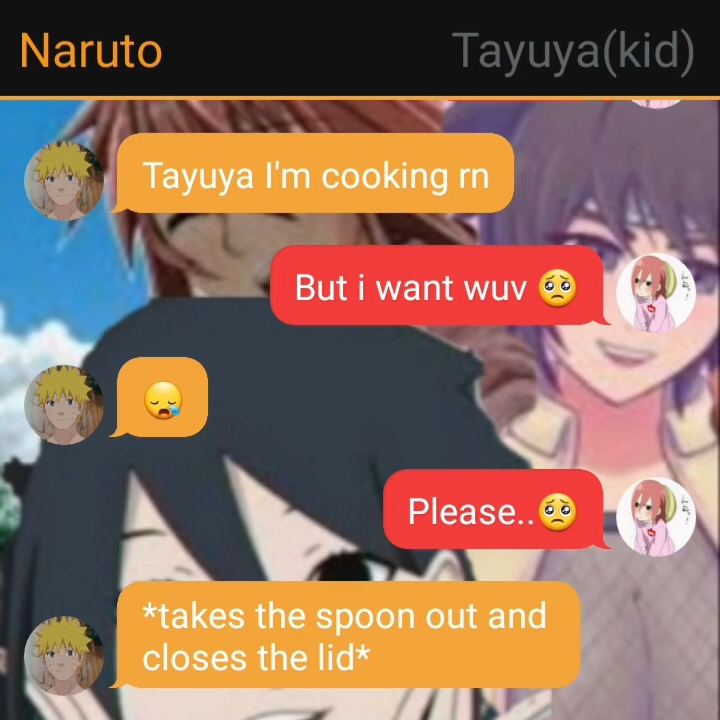 Naruto
Tayuya(kid)
Tayuya I'm cooking rn
But i want wuv 🥺
😪
Please..🥺
*takes the spoon out and
closes the lid*